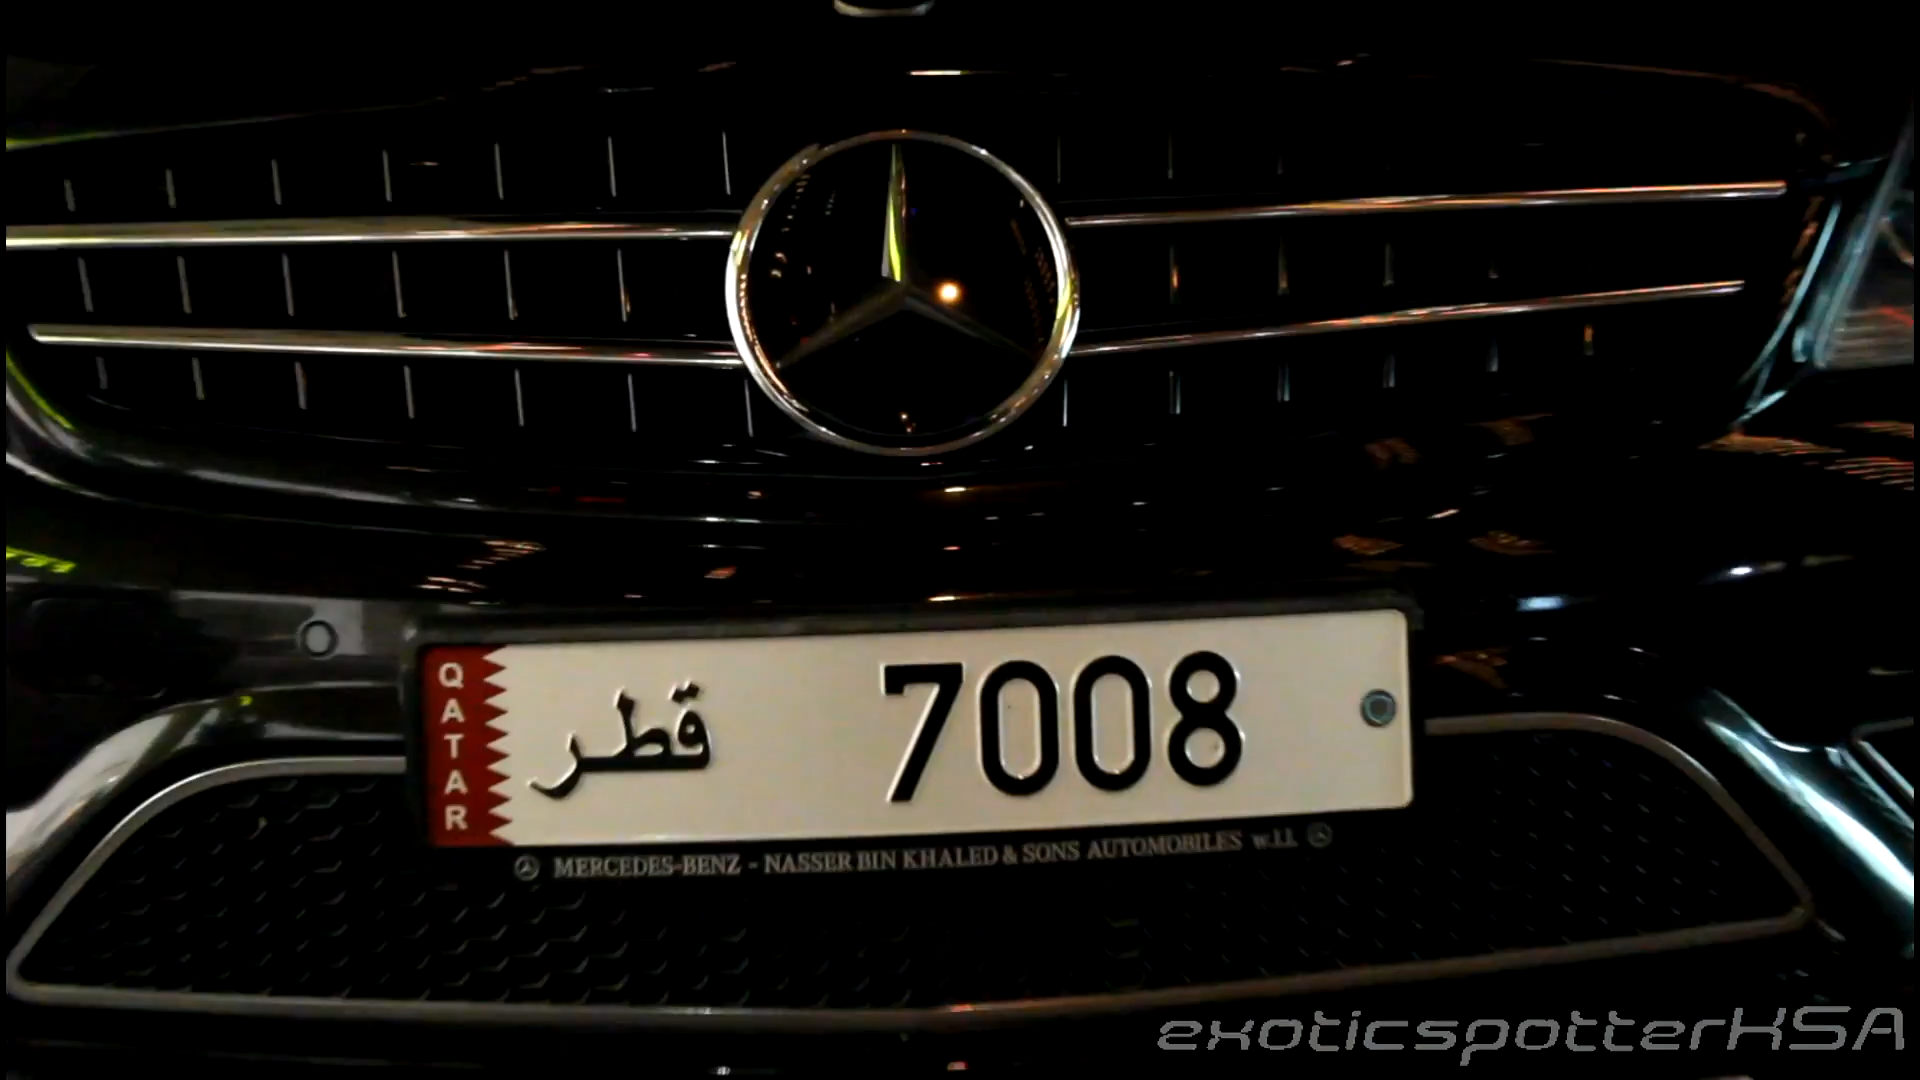 QATAR
قطر 7008
MERCEDES-BENZ - NASSER BIN KHALED & SONS AUTOMOBILES w.l.l.
exoticspotterKSA